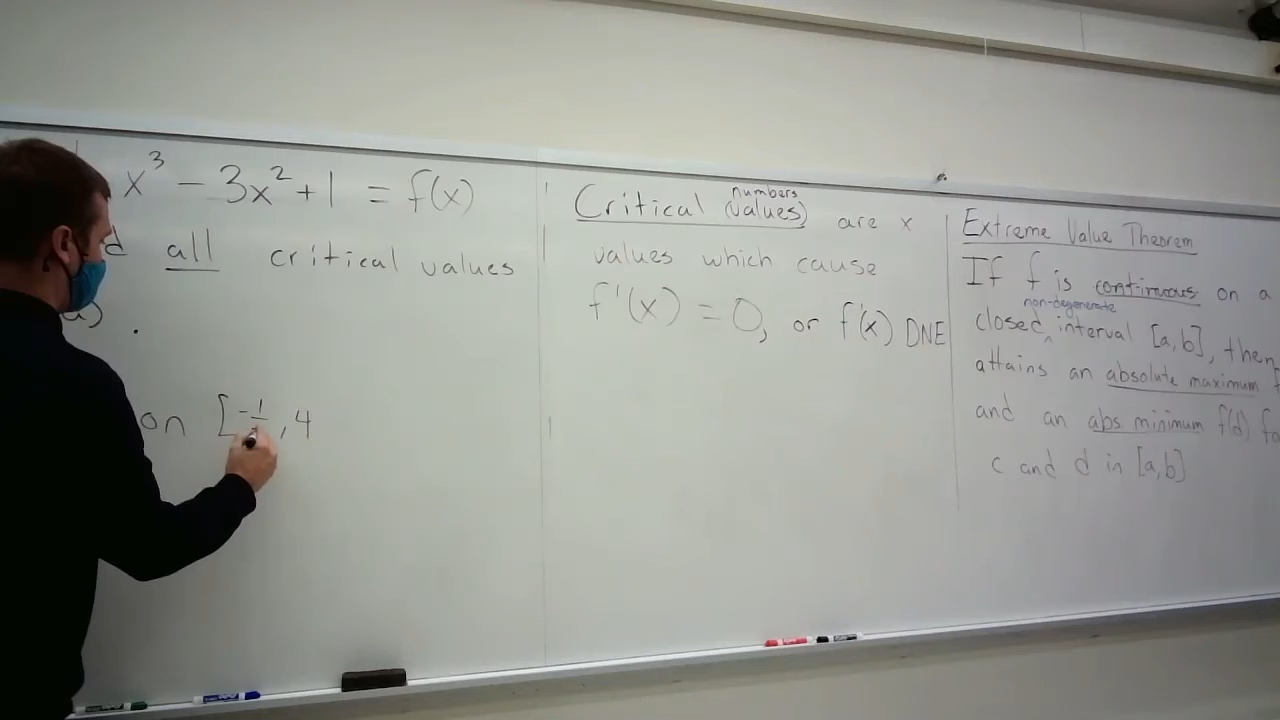 x³ - 3x² + 1 = f(x)
all critical values
on [-1 , 4
Critical (values) are x
numbers
values which cause
f'(x) = 0, or f'(x) DNE
Extreme Value Theorem
If f is continuous on a
non-degenerate
closed ^ interval [a,b], then
attains an absolute maximum
and an abs minimum f(d)
c and d in [a,b]